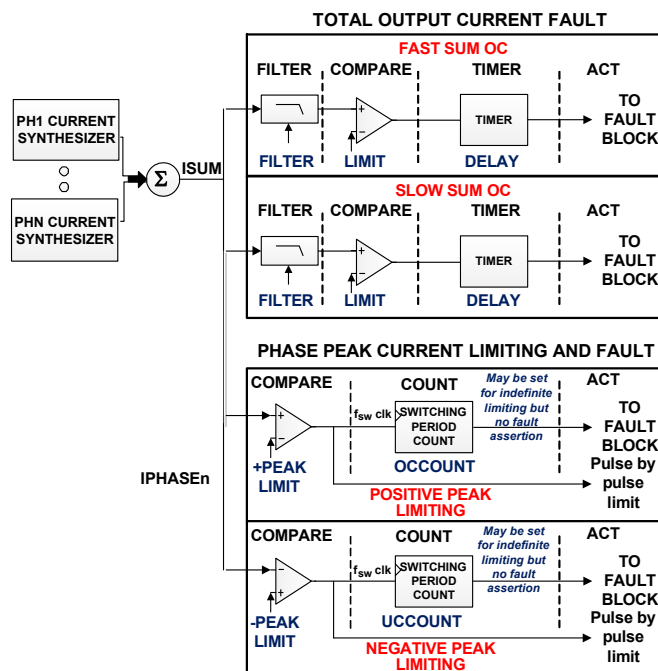 TOTAL OUTPUT CURRENT FAULT
FAST SUM OC
FILTER COMPARE TIMER ACT
PH1 CURRENT
SYNTHESIZER
PHN CURRENT
SYNTHESIZER
Σ
ISUM
+
−
TIMER
TO
FAULT
BLOCK
FILTER LIMIT DELAY
SLOW SUM OC
FILTER COMPARE TIMER ACT
+
−
TIMER
TO
FAULT
BLOCK
FILTER LIMIT DELAY
PHASE PEAK CURRENT LIMITING AND FAULT
COMPARE COUNT ACT
May be set
for indefinite
limiting but
no fault
assertion
+
−
fsw clk
SWITCHING
PERIOD
COUNT
TO
FAULT
BLOCK
+PEAK
LIMIT
OCCOUNT
Pulse by
pulse
limit
POSITIVE PEAK
LIMITING
IPHASEn
COMPARE COUNT ACT
May be set
for indefinite
limiting but
no fault
assertion
−
+
fsw clk
SWITCHING
PERIOD
COUNT
TO
FAULT
BLOCK
-PEAK
LIMIT
UCCOUNT
Pulse by
pulse
limit
NEGATIVE PEAK
LIMITING